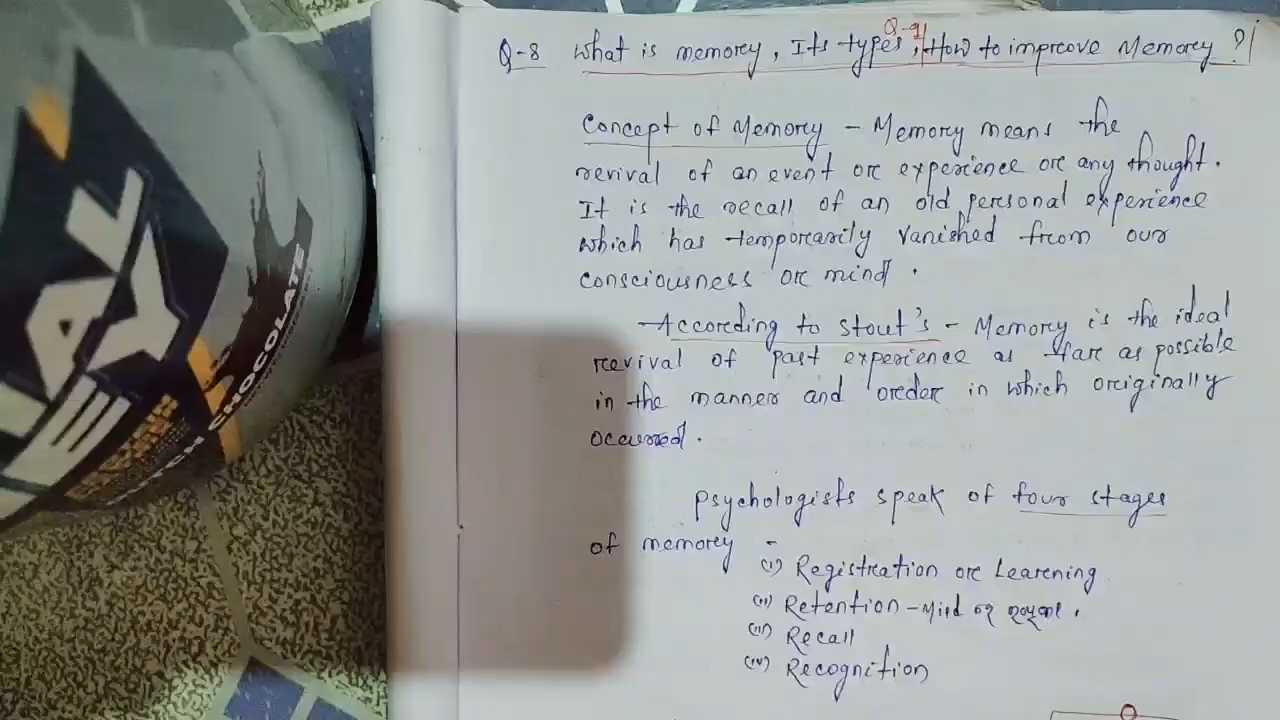 Q-9
Q-8 What is memory, Its types, How to improve Memory ?
Concept of Memory - Memory means the
revival of an event or experience or any thought.
It is the recall of an old personal experience
which has temporarily vanished from our
consciousness or mind .
According to stout's - Memory is the ideal
revival of past experience as far as possible
in the manner and order in which originally
Psychologists speak of four stages
of memory -
(i) Registration or Learning
(ii) Retention -
(iii) Recall
(iv) Recognition
CHOCOLATE